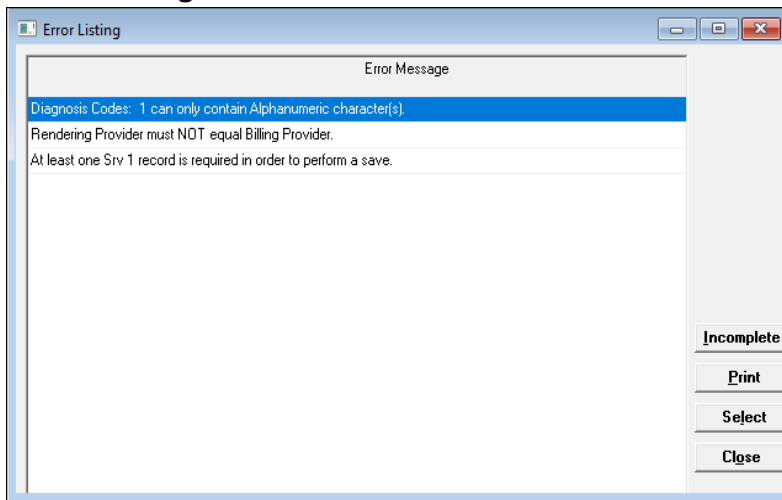 Error Listing
Error Message
Diagnosis Codes:  1 can only contain Alphanumeric character(s).
Rendering Provider must NOT equal Billing Provider.
At least one Srv 1 record is required in order to perform a save.
Incomplete
Print
Select
Close